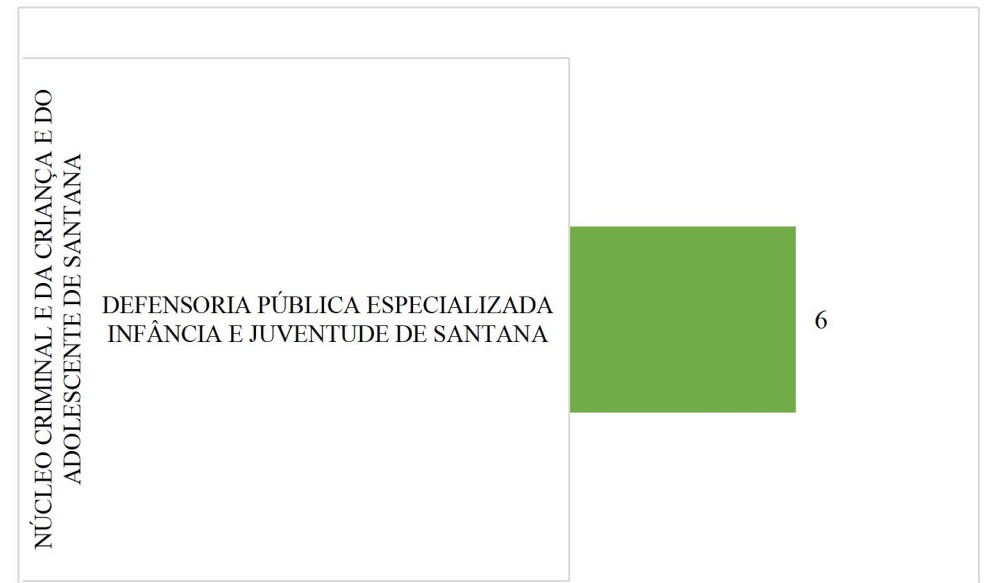 NÚCLEO CRIMINAL E DA CRIANÇA E DO
ADOLESCENTE DE SANTANA
DEFENSORIA PÚBLICA ESPECIALIZADA
INFÂNCIA E JUVENTUDE DE SANTANA
6